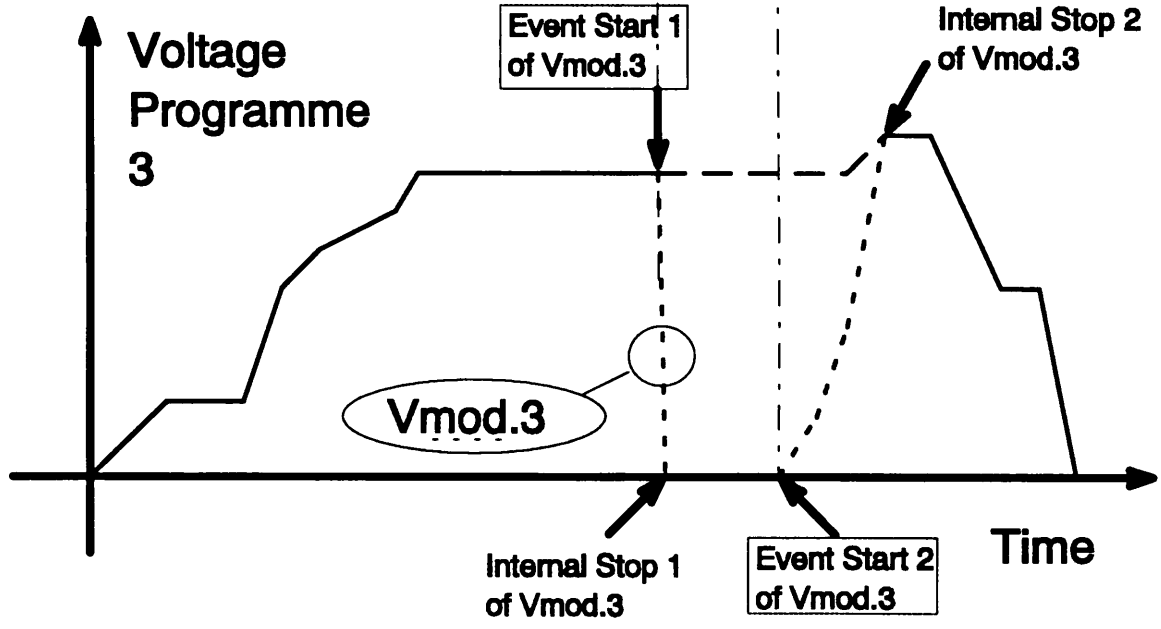 Voltage
Programme
3
Event Start 1
of Vmod.3
Internal Stop 2
of Vmod.3
Vmod.3
Internal Stop 1
of Vmod.3
Event Start 2
of Vmod.3
Time